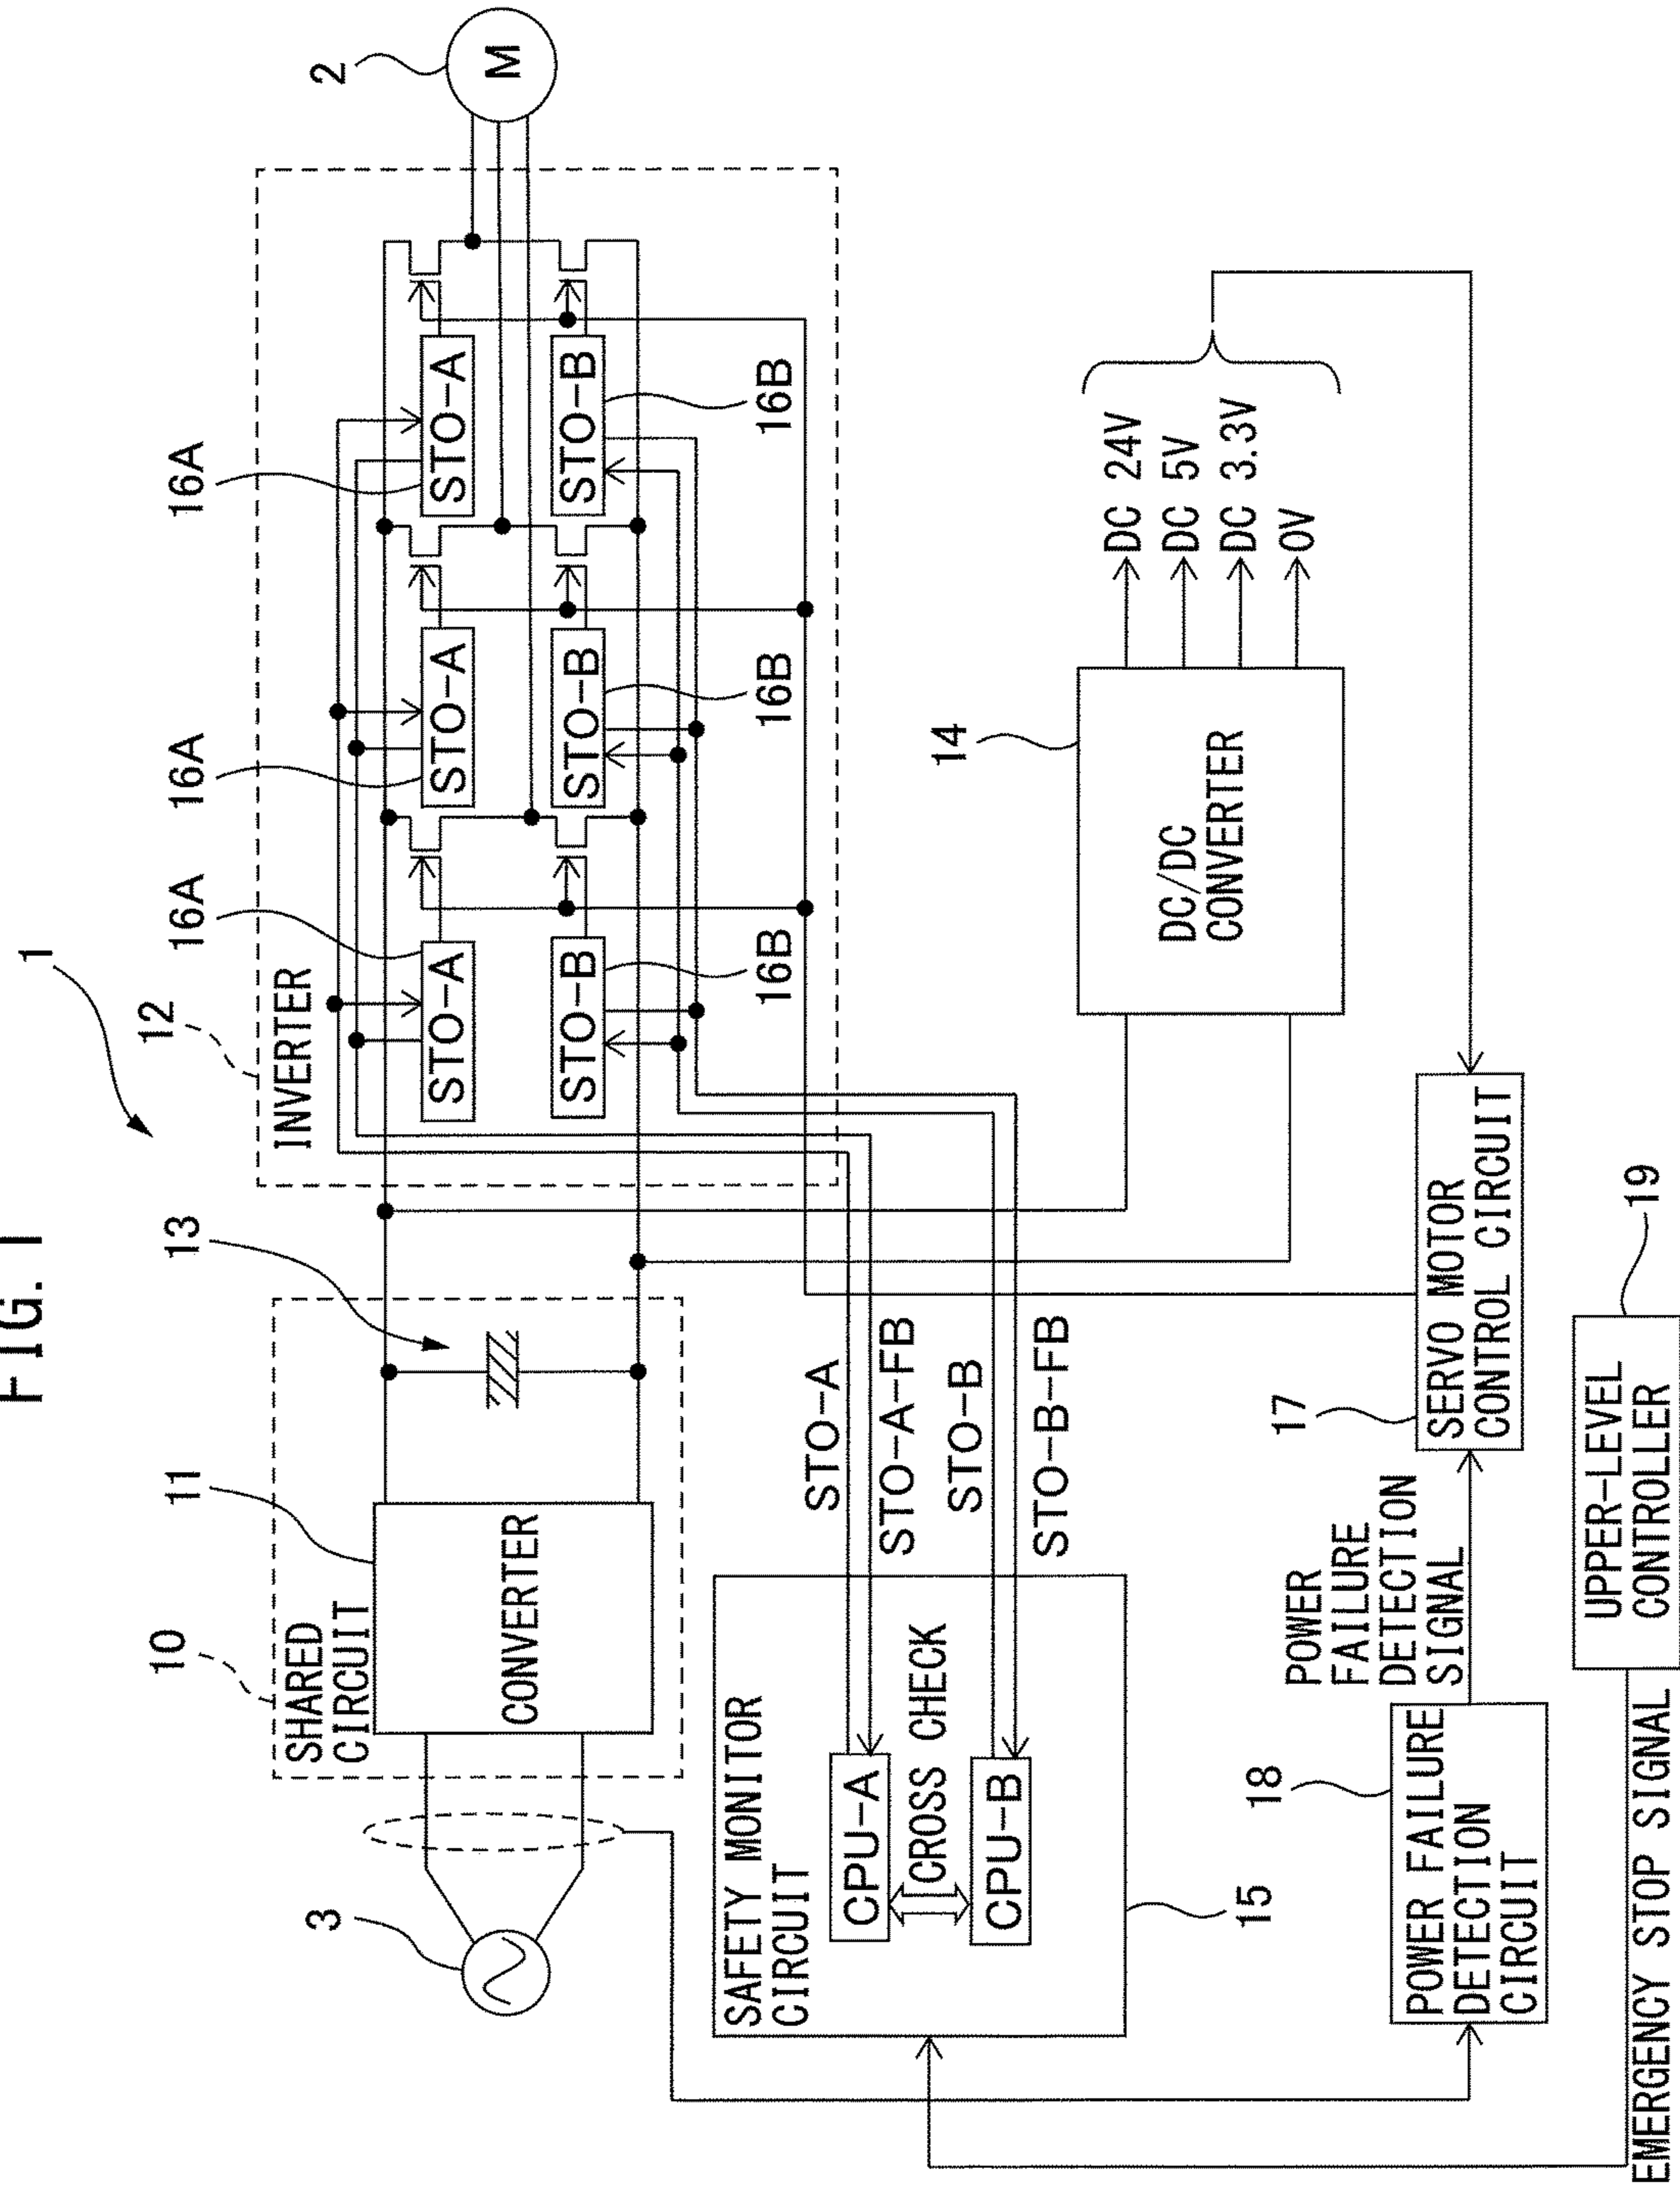 FIG. 1
1
10
SHARED
CIRCUIT
11
CONVERTER
13
12
INVERTER
16A
16A
16A
STO-A
STO-A
STO-A
STO-B
STO-B
STO-B
16B
16B
16B
2
M
3
SAFETY MONITOR
CIRCUIT
CPU-A
CROSS CHECK
CPU-B
15
STO-A
STO-A-FB
STO-B
STO-B-FB
14
DC/DC
CONVERTER
DC 24V
DC 5V
DC 3.3V
0V
18
POWER FAILURE
DETECTION
CIRCUIT
POWER
FAILURE
DETECTION
SIGNAL
17
SERVO MOTOR
CONTROL CIRCUIT
19
UPPER-LEVEL
CONTROLLER
EMERGENCY STOP SIGNAL